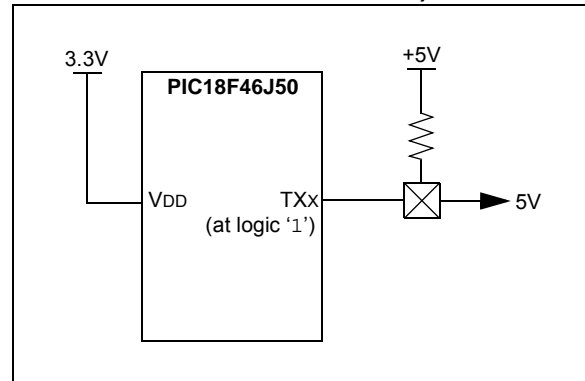 3.3V
+5V
PIC18F46J50
VDD
TXX
5V
(at logic ‘1’)